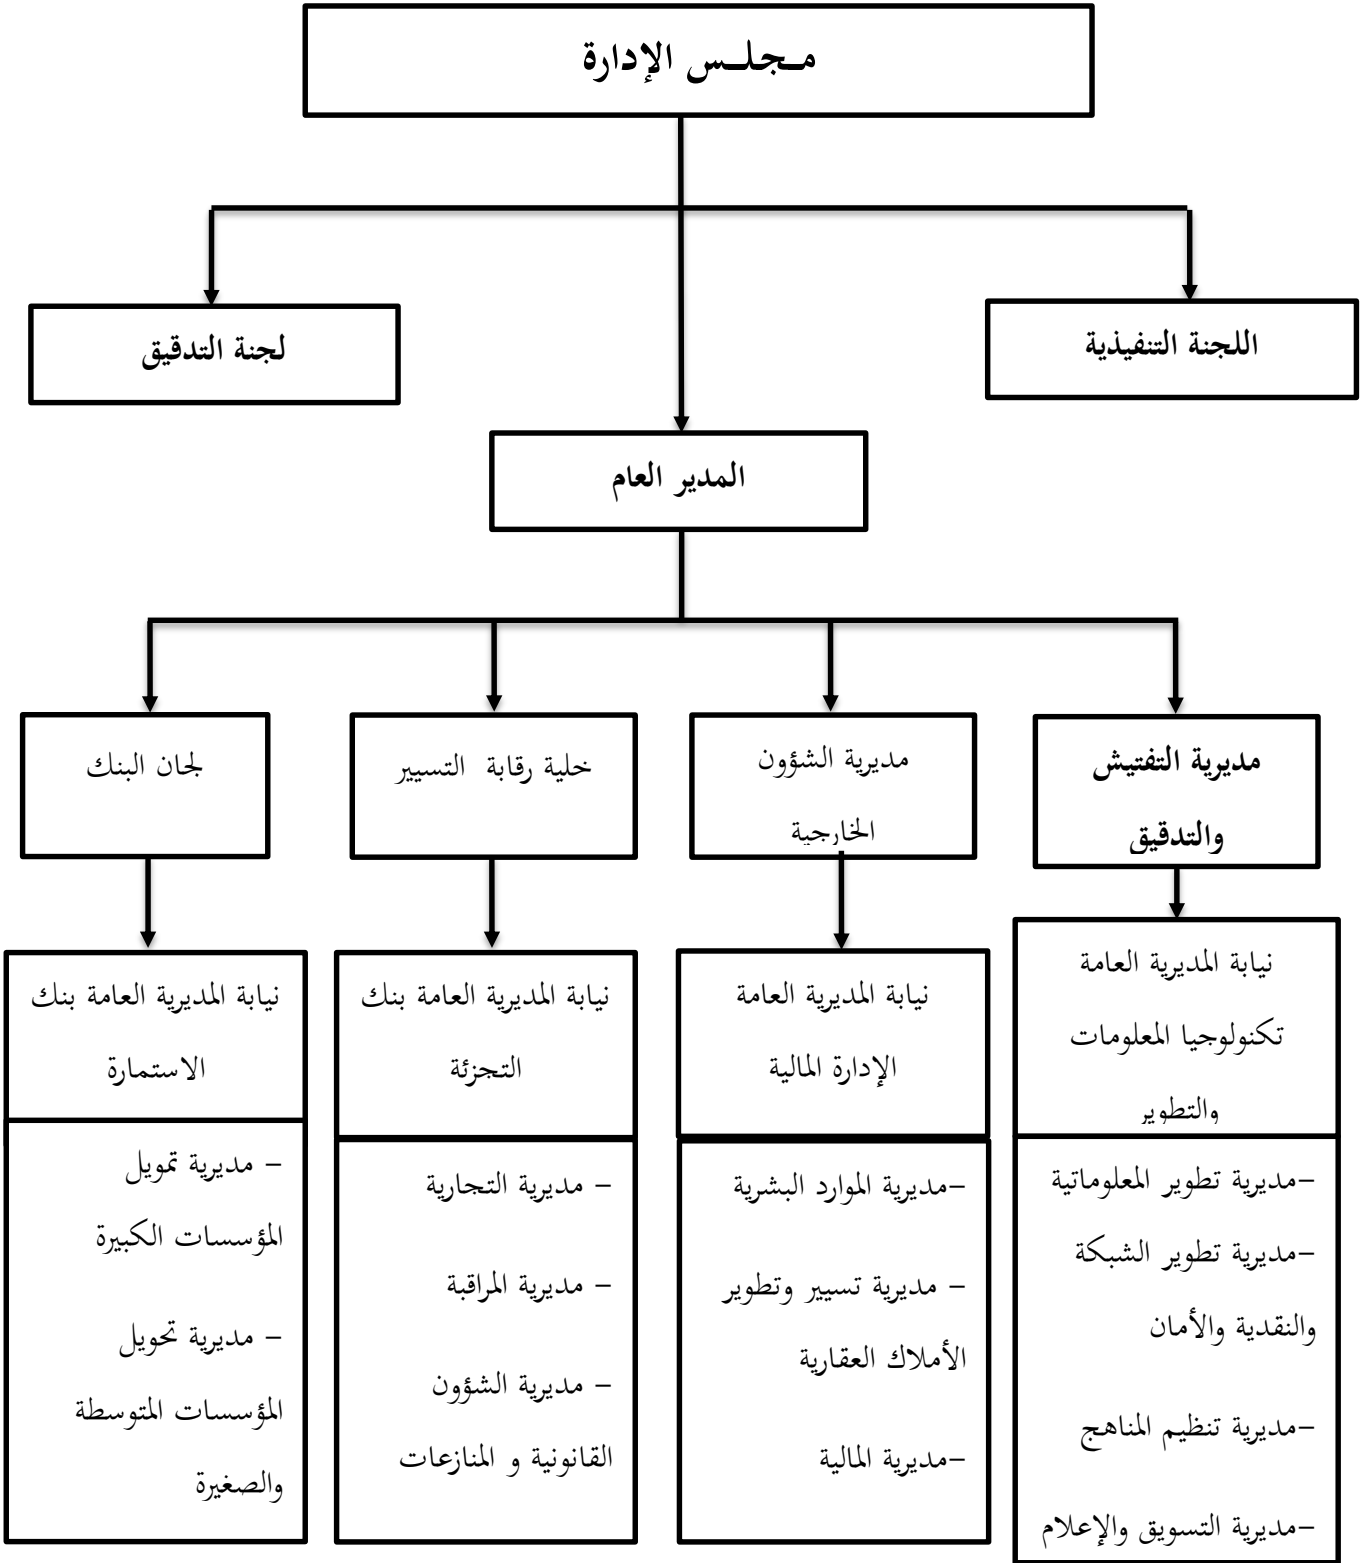 مـجلـس الإدارة
اللجنة التنفيذية
لجنة التدقيق
المدير العام
مديرية التفتيش
والتدقيق
مديرية الشؤون
الخارجية
خلية رقابة التسيير
لجان البنك
نيابة المديرية العامة
تكنولوجيا المعلومات
والتطوير
نيابة المديرية العامة
الإدارة المالية
نيابة المديرية العامة بنك
التجزئة
نيابة المديرية العامة بنك
الاستمارة
-مديرية تطوير المعلوماتية
-مديرية تطوير الشبكة
والنقدية والأمان
-مديرية تنظيم المناهج
-مديرية التسويق والإعلام
-مديرية الموارد البشرية
- مديرية تسيير وتطوير
الأملاك العقارية
-مديرية المالية
- مديرية التجارية
- مديرية المراقبة
- مديرية الشؤون
القانونية و المنازعات
- مديرية تمويل
المؤسسات الكبيرة
- مديرية تحويل
المؤسسات المتوسطة
والصغيرة